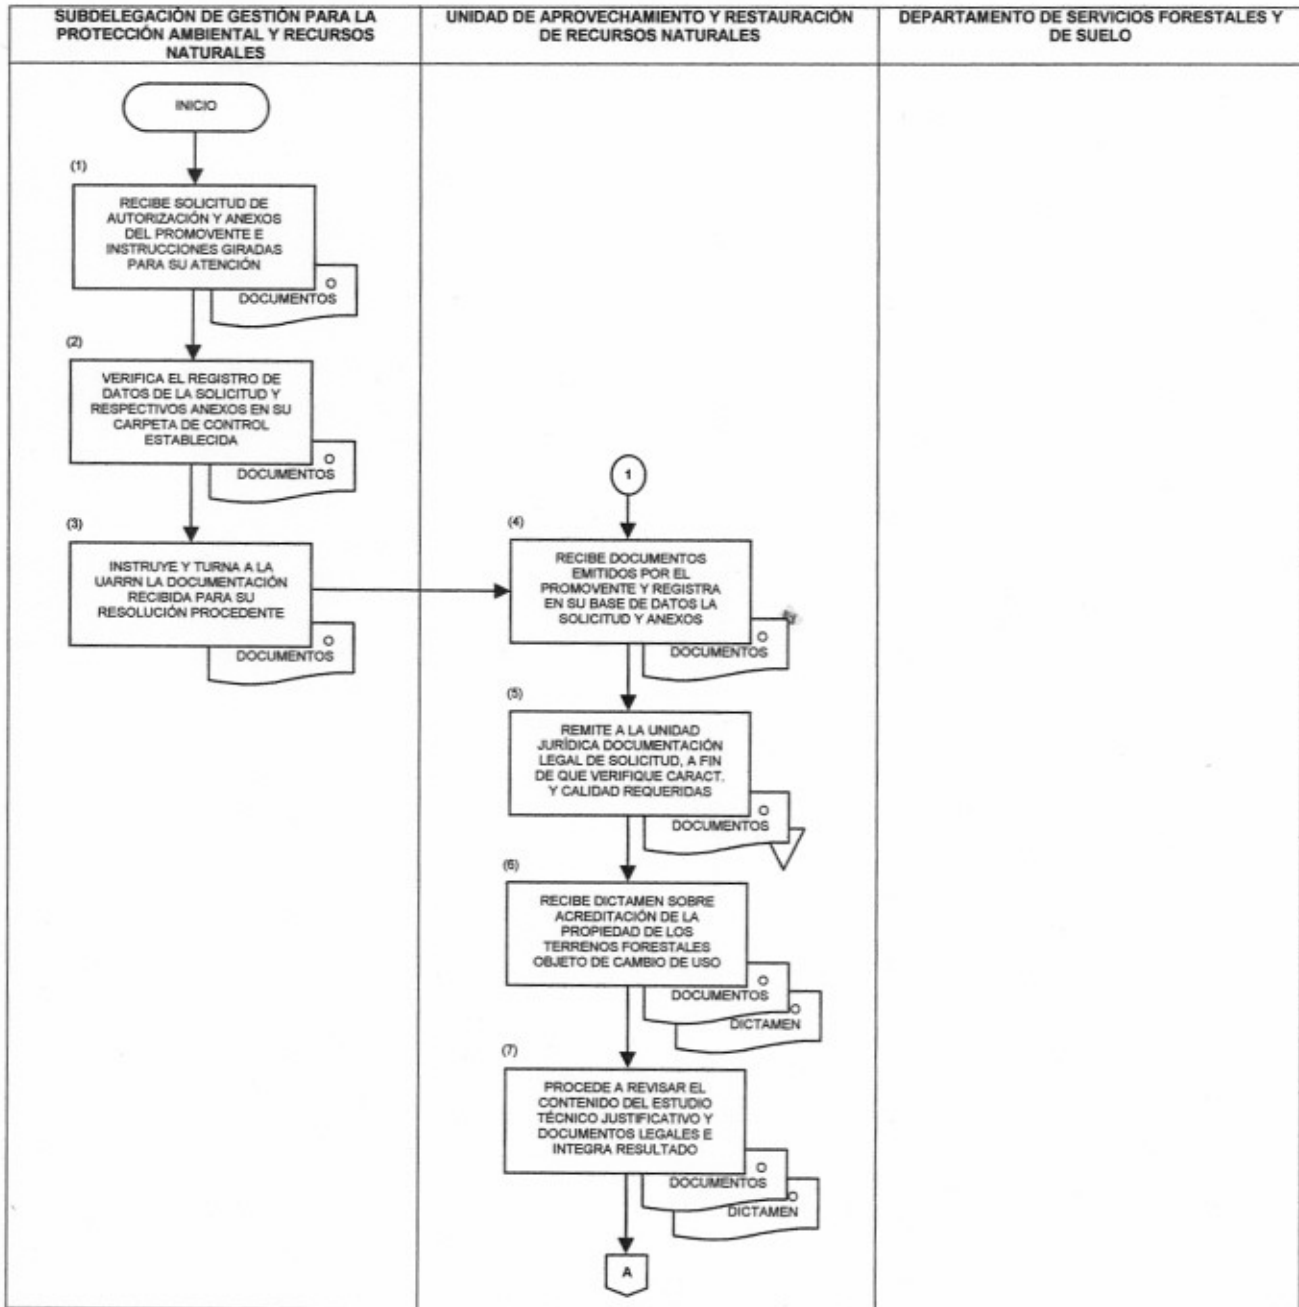 SUBDELEGACIÓN DE GESTIÓN PARA LA
PROTECCIÓN AMBIENTAL Y RECURSOS
NATURALES
UNIDAD DE APROVECHAMIENTO Y RESTAURACIÓN
DE RECURSOS NATURALES
DEPARTAMENTO DE SERVICIOS FORESTALES Y
DE SUELO
INICIO
(1)
RECIBE SOLICITUD DE
AUTORIZACIÓN Y ANEXOS
DEL PROMOVENTE E
INSTRUCCIONES GIRADAS
PARA SU ATENCIÓN
O
DOCUMENTOS
(2)
VERIFICA EL REGISTRO DE
DATOS DE LA SOLICITUD Y
RESPECTIVOS ANEXOS EN SU
CARPETA DE CONTROL
ESTABLECIDA
O
DOCUMENTOS
(3)
INSTRUYE Y TURNA A LA
UARRN LA DOCUMENTACIÓN
RECIBIDA PARA SU
RESOLUCIÓN PROCEDENTE
O
DOCUMENTOS
1
(4)
RECIBE DOCUMENTOS
EMITIDOS POR EL
PROMOVENTE Y REGISTRA
EN SU BASE DE DATOS LA
SOLICITUD Y ANEXOS
O
DOCUMENTOS
(5)
REMITE A LA UNIDAD
JURÍDICA DOCUMENTACIÓN
LEGAL DE SOLICITUD, A FIN
DE QUE VERIFIQUE CARACT.
Y CALIDAD REQUERIDAS
O
DOCUMENTOS
(6)
RECIBE DICTAMEN SOBRE
ACREDITACIÓN DE LA
PROPIEDAD DE LOS
TERRENOS FORESTALES
OBJETO DE CAMBIO DE USO
O
DOCUMENTOS
O
DICTAMEN
(7)
PROCEDE A REVISAR EL
CONTENIDO DEL ESTUDIO
TÉCNICO JUSTIFICATIVO Y
DOCUMENTOS LEGALES E
INTEGRA RESULTADO
O
DOCUMENTOS
O
DICTAMEN
A